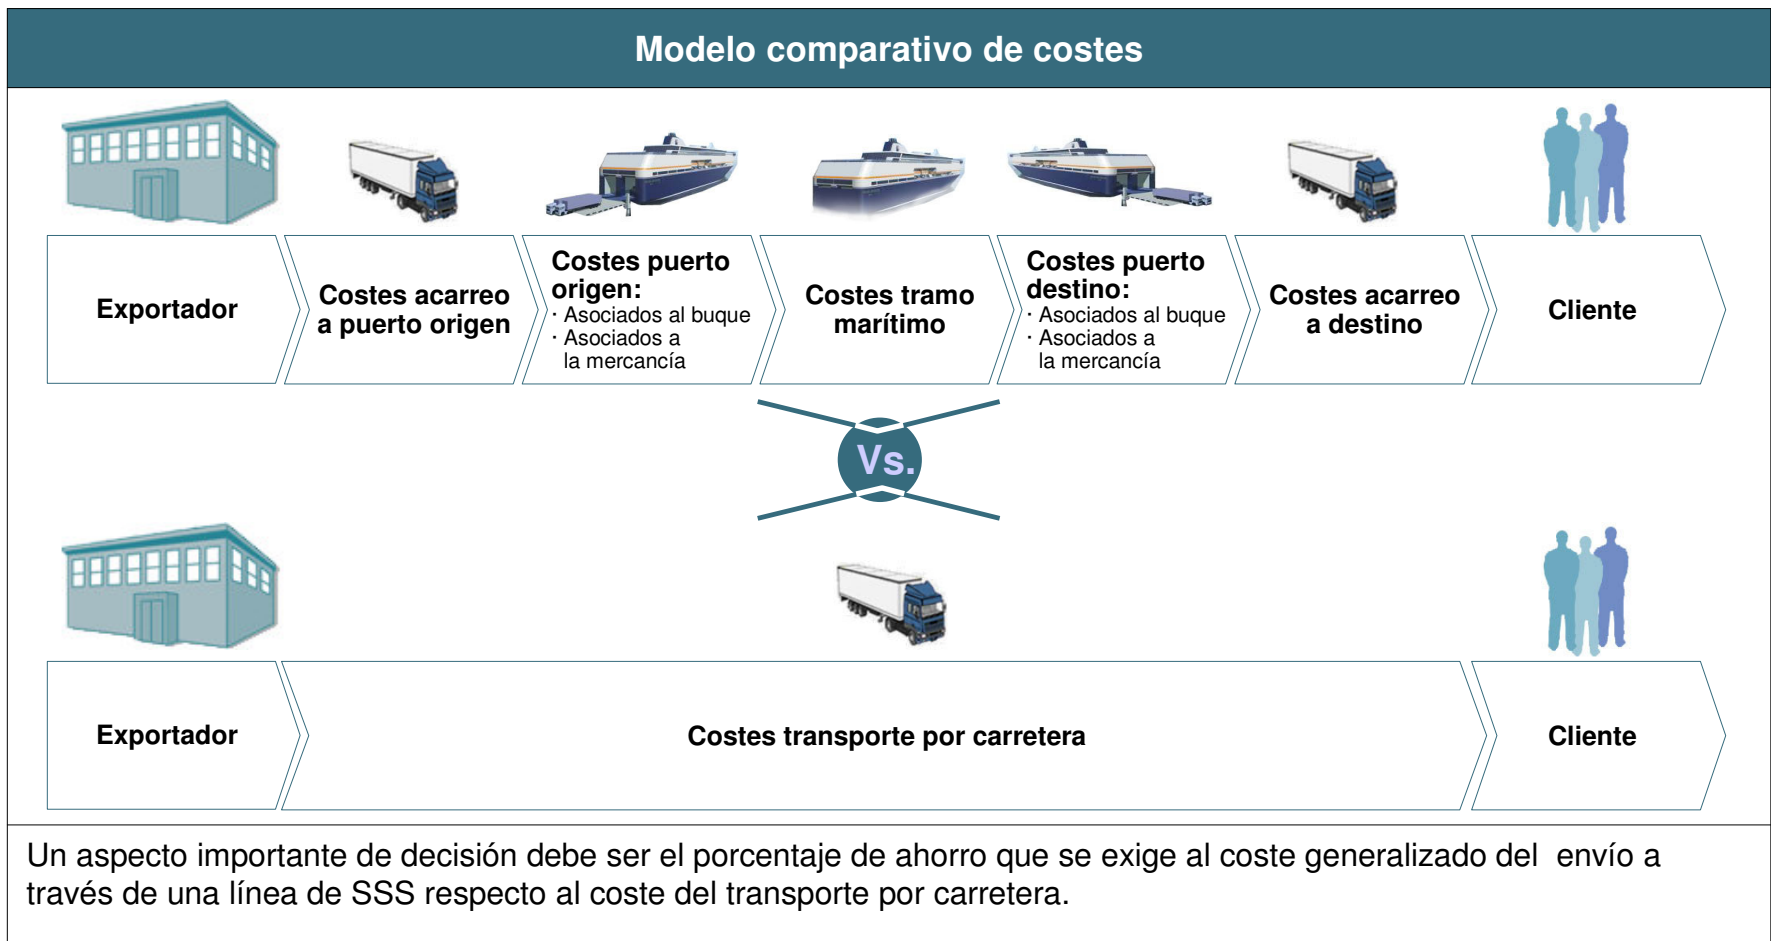 Modelo comparativo de costes
Exportador
Costes acarreo
a puerto origen
Costes puerto
origen:
· Asociados al buque
· Asociados a
la mercancía
Costes tramo
marítimo
Costes puerto
destino:
· Asociados al buque
· Asociados a
la mercancía
Costes acarreo
a destino
Cliente
Vs.
Exportador
Costes transporte por carretera
Cliente
Un aspecto importante de decisión debe ser el porcentaje de ahorro que se exige al coste generalizado del envío a
través de una línea de SSS respecto al coste del transporte por carretera.